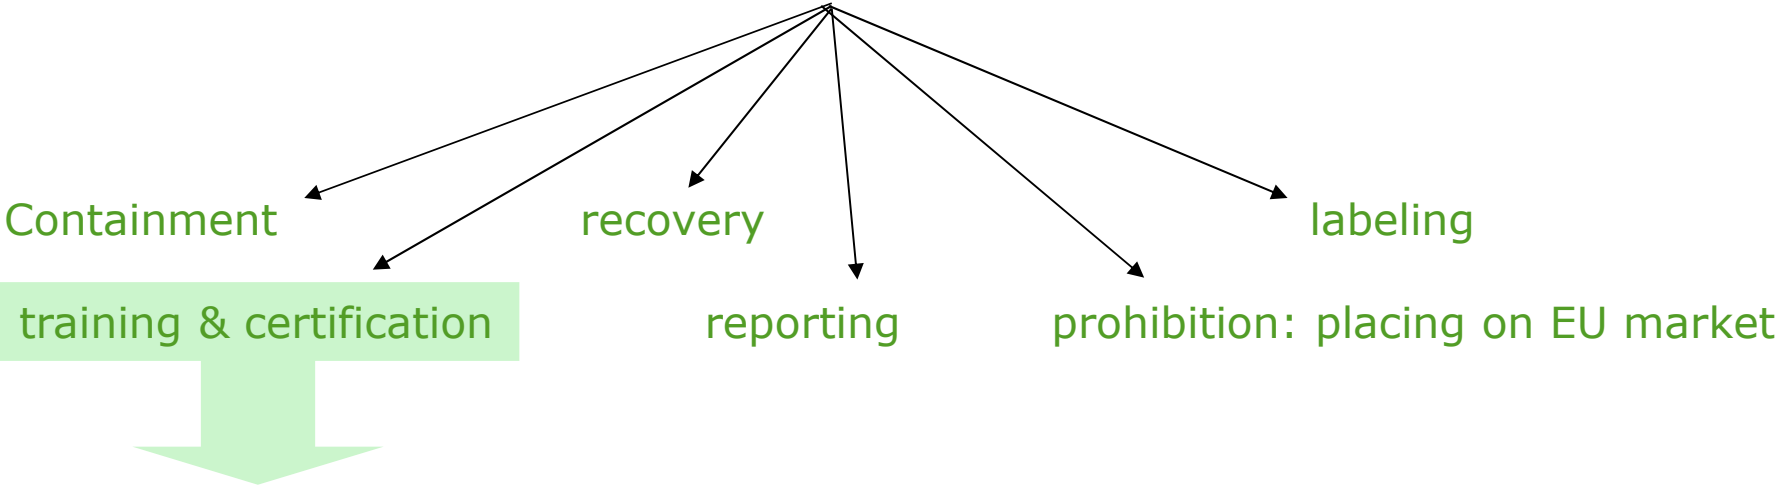 Containment recovery labeling
training & certification reporting prohibition: placing on EU market